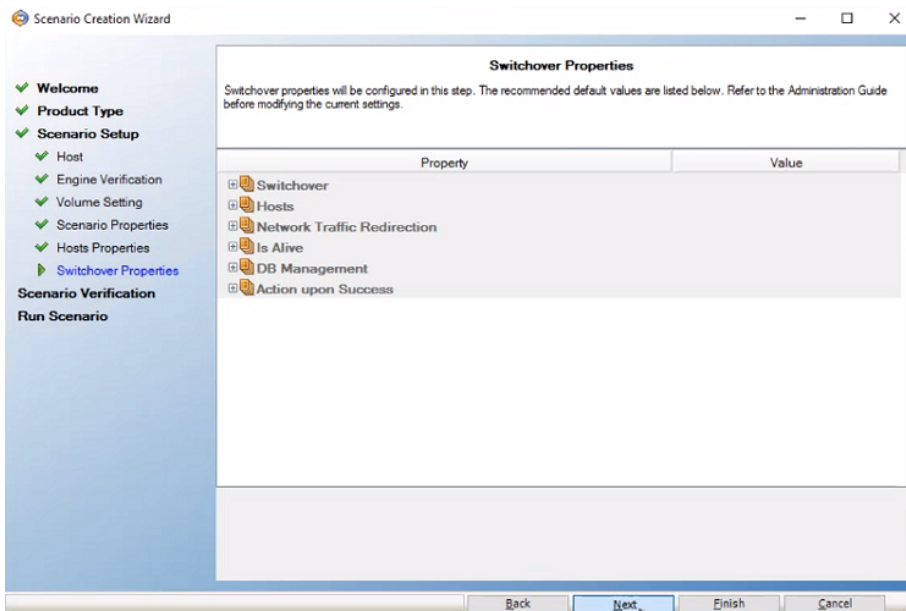 Scenario Creation Wizard
Welcome
Product Type
Scenario Setup
Host
Engine Verification
Volume Setting
Scenario Properties
Hosts Properties
Switchover Properties
Scenario Verification
Run Scenario
Switchover Properties
Switchover properties will be configured in this step. The recommended default values are listed below. Refer to the Administration Guide
before modifying the current settings.
Property Value
Switchover
Hosts
Network Traffic Redirection
Is Alive
DB Management
Action upon Success
Back Next Finish Cancel